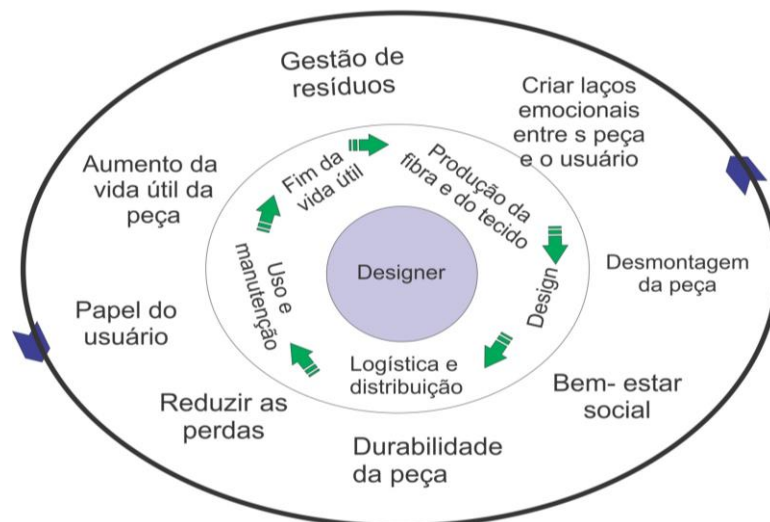 Gestão de
resíduos
Criar laços
emocionais
entre s peça
e o usuário
Desmontagem
da peça
Bem- estar
social
Durabilidade
da peça
Reduzir as
perdas
Papel do
usuário
Aumento da
vida útil da
peça
Fim da
vida útil
Produção da
fibra e do tecido
Design
Logística e
distribuição
Uso e
manutenção
Designer